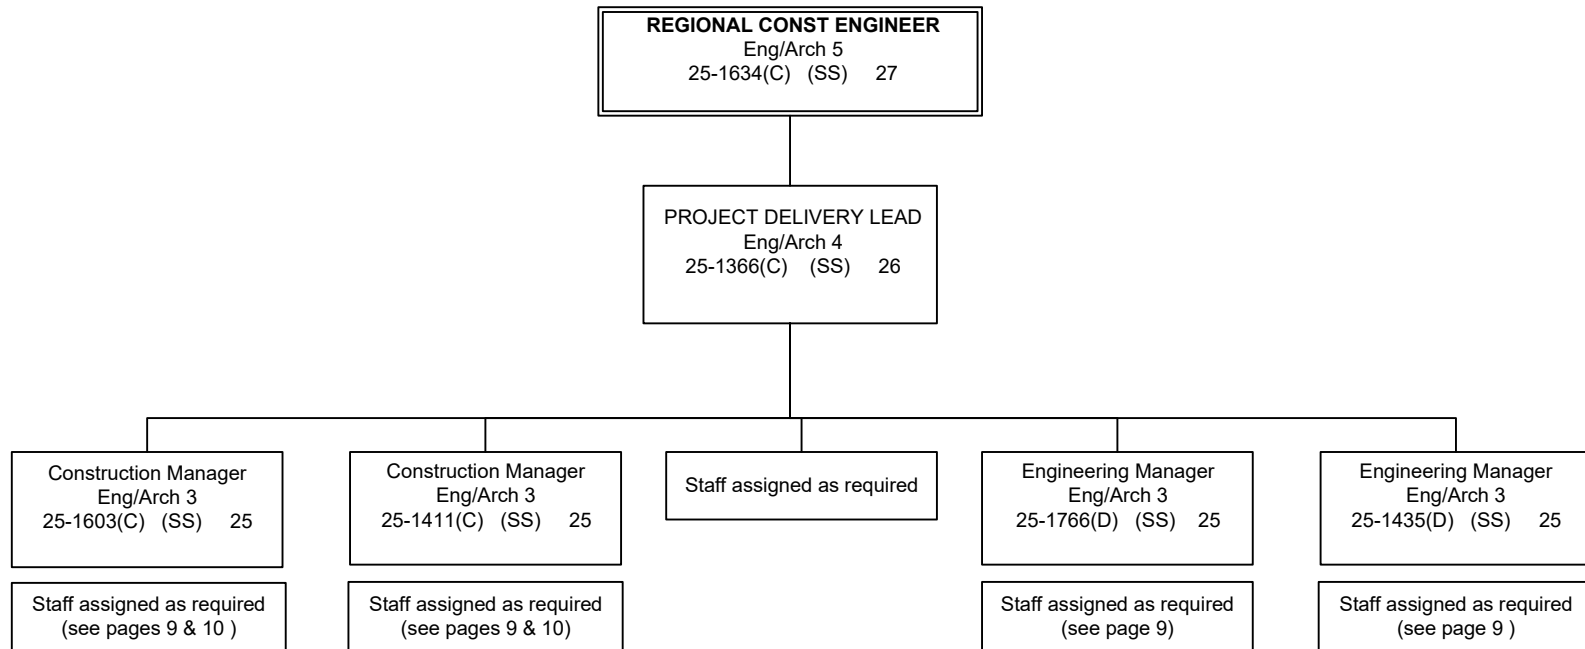 REGIONAL CONST ENGINEER
Eng/Arch 5
25-1634(C) (SS) 27
PROJECT DELIVERY LEAD
Eng/Arch 4
25-1366(C) (SS) 26
Construction Manager
Eng/Arch 3
25-1603(C) (SS) 25
Staff assigned as required
(see pages 9 & 10 )
Construction Manager
Eng/Arch 3
25-1411(C) (SS) 25
Staff assigned as required
(see pages 9 & 10)
Staff assigned as required
Engineering Manager
Eng/Arch 3
25-1766(D) (SS) 25
Staff assigned as required
(see page 9)
Engineering Manager
Eng/Arch 3
25-1435(D) (SS) 25
Staff assigned as required
(see page 9 )